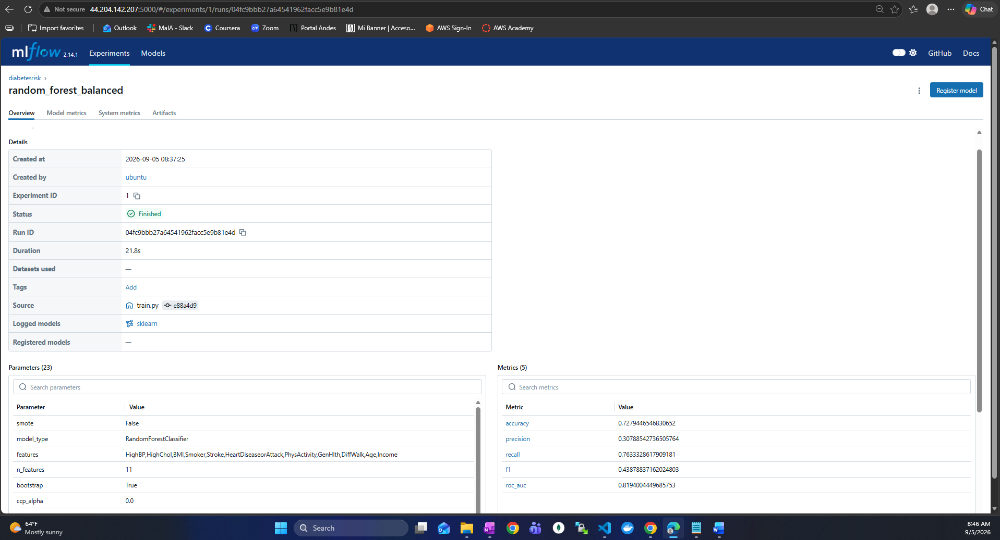 Not secure 44.204.142.207:5000/#/experiments/1/runs/04fc9bbb27a64541962facc5e9b81e4d
Chat
Import favorites Outlook MaIA - Slack Coursera Zoom Portal Andes Mi Banner | Acceso... AWS Sign-In AWS Academy
mlflow 2.14.1 Experiments Models GitHub Docs
diabetesrisk
random_forest_balanced
Register model
Overview Model metrics System metrics Artifacts
Details
Created at 2026-09-05 08:37:25
Created by ubuntu
Experiment ID 1
Status Finished
Run ID 04fc9bbb27a64541962facc5e9b81e4d
Duration 21.8s
Datasets used —
Tags Add
Source train.py e88a4d9
Logged models sklearn
Registered models —
Parameters (23)
Search parameters
Parameter Value
smote False
model_type RandomForestClassifier
features HighBP,HighChol,BMI,Smoker,Stroke,HeartDiseaseorAttack,PhysActivity,GenHlth,DiffWalk,Age,Income
n_features 11
bootstrap True
ccp_alpha 0.0
Metrics (5)
Search metrics
Metric Value
accuracy 0.7279446546830652
precision 0.30788542736505764
recall 0.7633328617909181
f1 0.43878837162024803
roc_auc 0.8194004449685753
64°F
Mostly sunny
Search
8:46 AM
9/5/2026